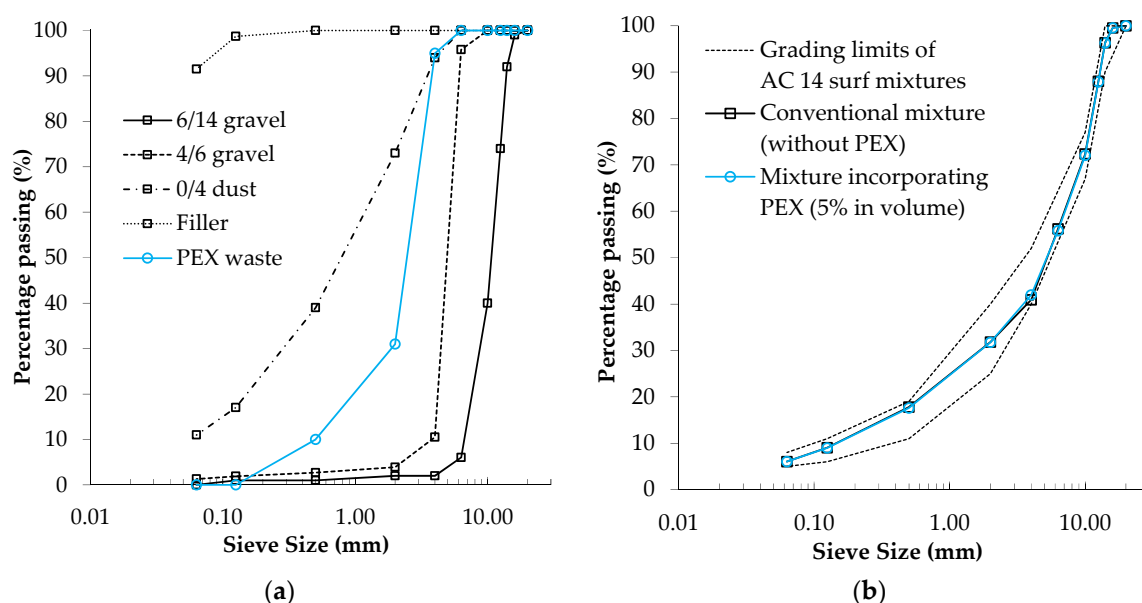 100
90
80
70
60
50
40
30
20
10
0
Percentage passing (%)
6/14 gravel
4/6 gravel
0/4 dust
Filler
PEX waste
0.01
0.10
1.00
10.00
Sieve Size (mm)
(a)
100
90
80
70
60
50
40
30
20
10
0
Percentage passing (%)
Grading limits of
AC 14 surf mixtures
Conventional mixture
(without PEX)
Mixture incorporating
PEX (5% in volume)
0.01
0.10
1.00
10.00
Sieve Size (mm)
(b)